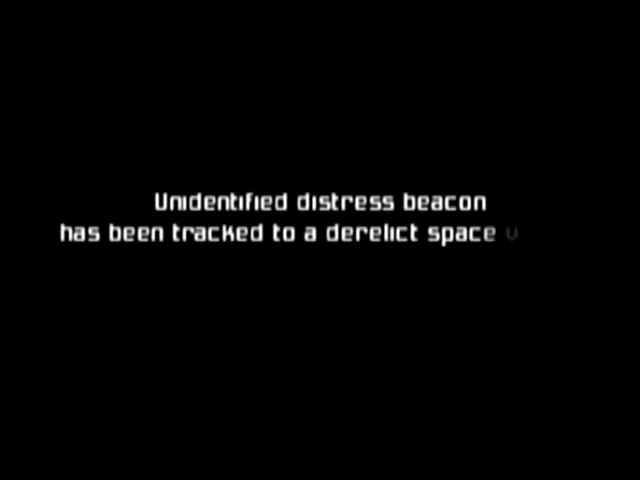 Unidentified distress beacon
has been tracked to a derelict space